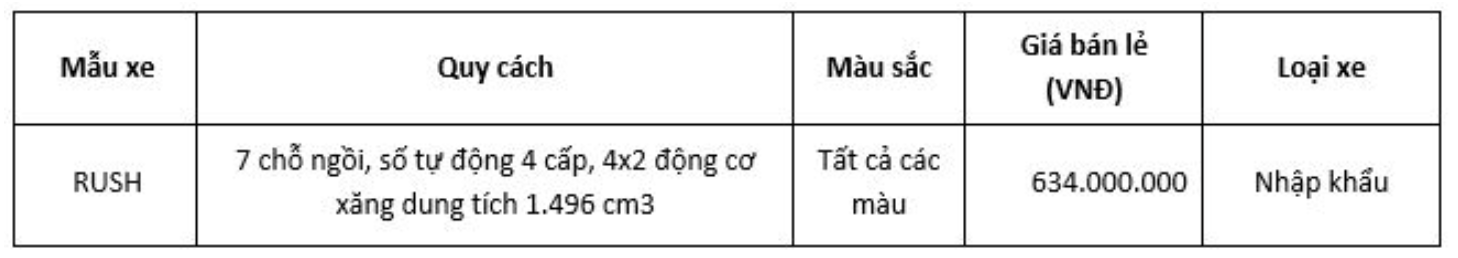 Mẫu xe
Quy cách
Màu sắc
Giá bán lẻ
(VNĐ)
Loại xe
RUSH
7 chỗ ngồi, số tự động 4 cấp, 4x2 động cơ
xăng dung tích 1.496 cm3
Tất cả các
màu
634.000.000
Nhập khẩu